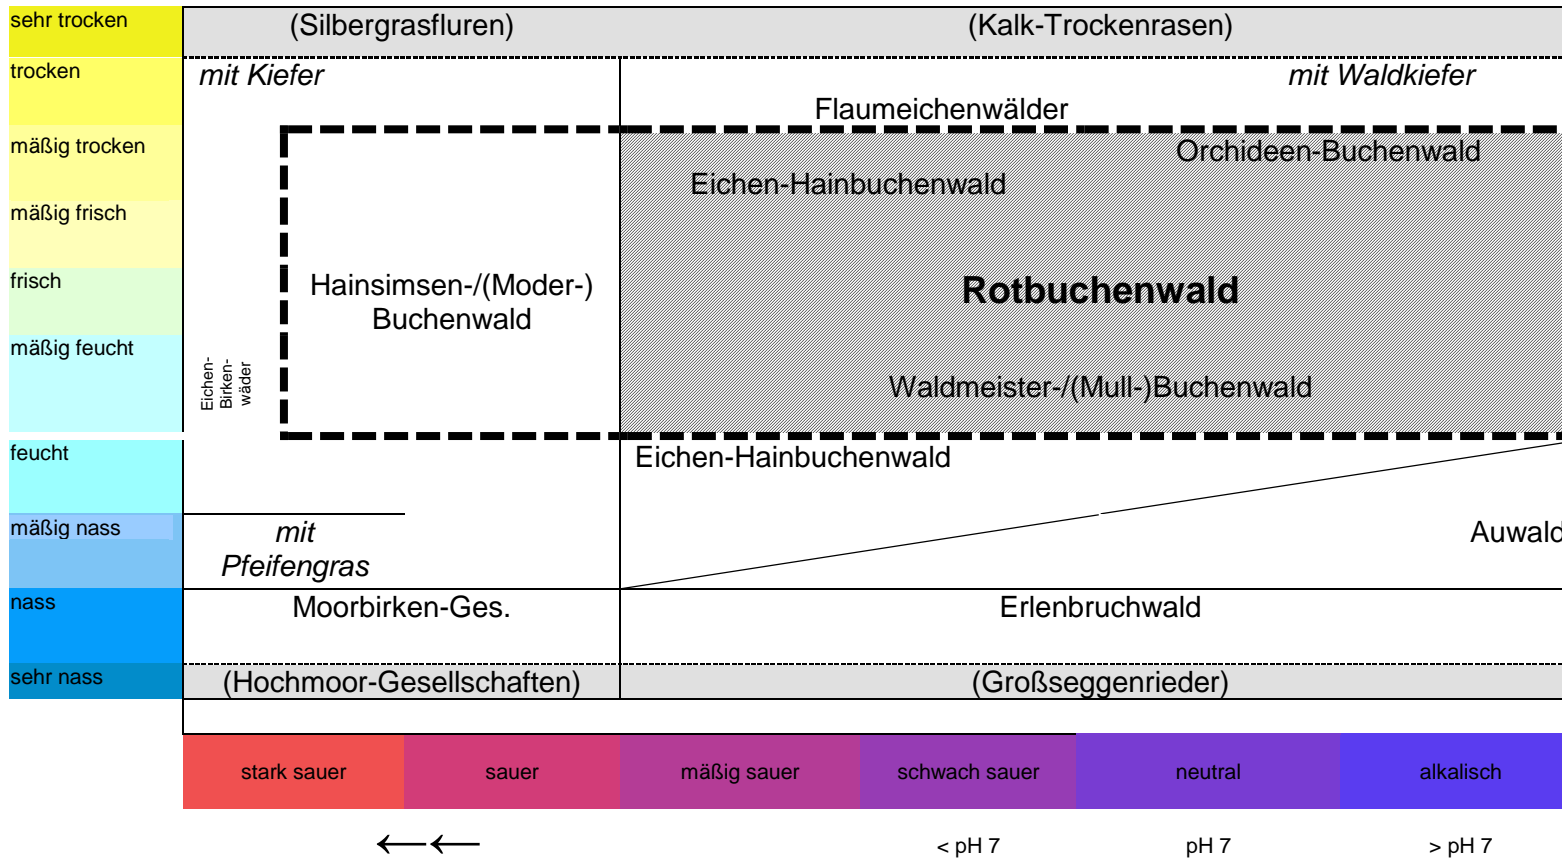 sehr trocken
(Silbergrasfluren)
(Kalk-Trockenrasen)
trocken
mit Kiefer
mit Waldkiefer
Flaumeichenwälder
mäßig trocken
Orchideen-Buchenwald
Eichen-Hainbuchenwald
mäßig frisch
frisch
Hainsimsen-/(Moder-)
Buchenwald
Rotbuchenwald
mäßig feucht
Eichen-
Birken-
wäder
Waldmeister-/(Mull-)Buchenwald
feucht
Eichen-Hainbuchenwald
mäßig nass
mit
Pfeifengras
Auwald
nass
Moorbirken-Ges.
Erlenbruchwald
sehr nass
(Hochmoor-Gesellschaften)
(Großseggenrieder)
stark sauer
sauer
mäßig sauer
schwach sauer
neutral
alkalisch
←←
< pH 7
pH 7
> pH 7